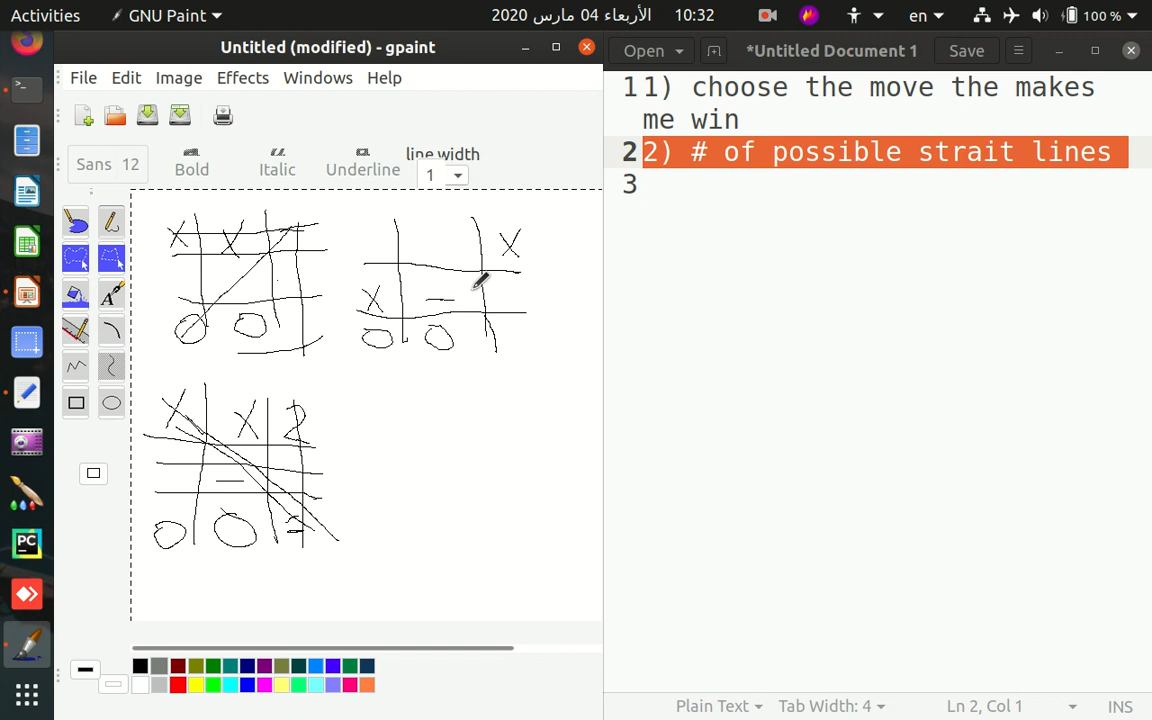 Activities GNU Paint الأربعاء 04 مارس 2020 10:32 en 100 %
Untitled (modified) - gpaint
File Edit Image Effects Windows Help
Sans 12 Bold Italic Underline line width
1
X X
O O
X
X –
O O
X X 2
–
O O 2
Open *Untitled Document 1 Save
1 1) choose the move the makes
me win
2 2) # of possible strait lines
3
Plain Text Tab Width: 4 Ln 2, Col 1 INS
PC